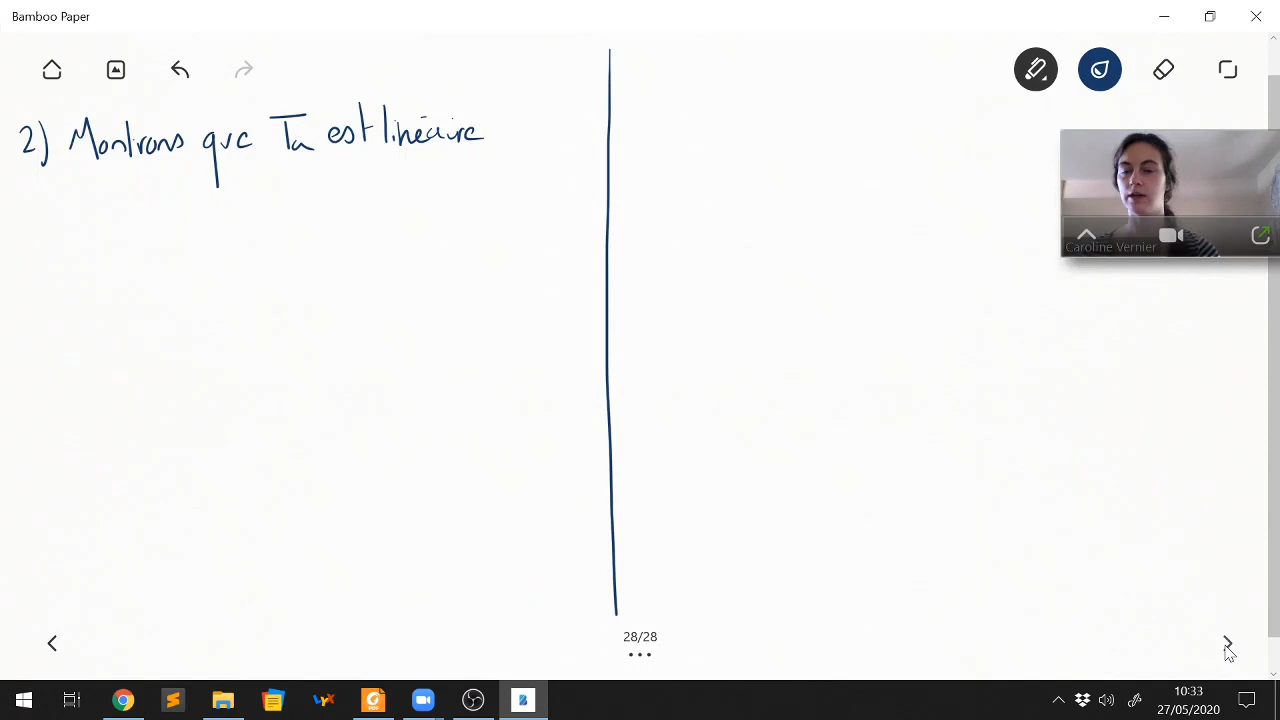 Bamboo Paper
2) Montrons que Ta est linéaire
Caroline Vernier
28/28
10:33
27/05/2020